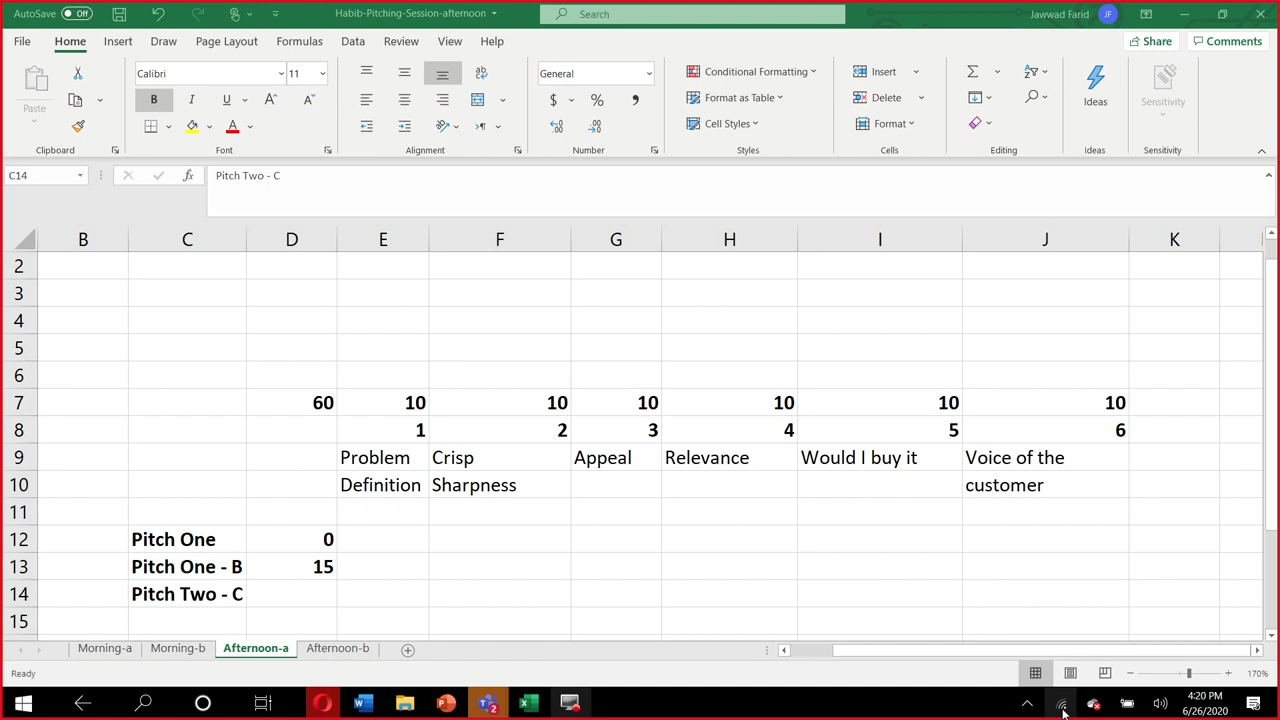 AutoSave Off Habib-Pitching-Session-afternoon Search Jawwad Farid JF
File Home Insert Draw Page Layout Formulas Data Review View Help Share Comments
Calibri 11 General Conditional Formatting Insert
Paste B I U A A $ % Format as Table Delete Ideas Sensitivity
A Cell Styles Format
Clipboard Font Alignment Number Styles Cells Editing Ideas Sensitivity
C14 fx Pitch Two - C
B C D E F G H I J K
2
3
4
5
6
7 60 10 10 10 10 10 10
8 1 2 3 4 5 6
9 Problem Crisp Appeal Relevance Would I buy it Voice of the
10 Definition Sharpness customer
11
12 Pitch One 0
13 Pitch One - B 15
14 Pitch Two - C
15
Morning-a Morning-b Afternoon-a Afternoon-b
Ready 170%
4:20 PM
6/26/2020